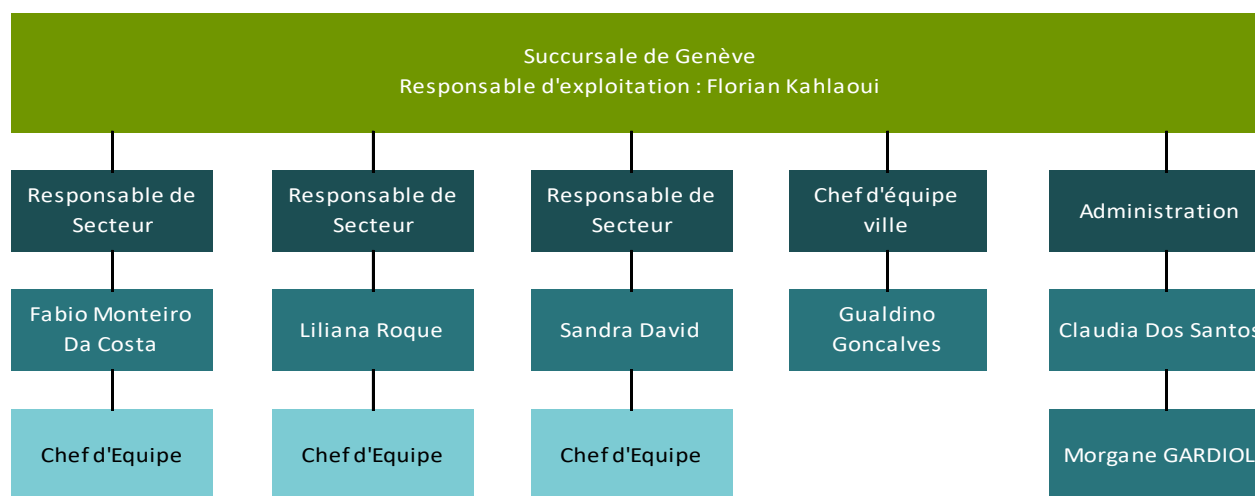 Succursale de Genève
Responsable d'exploitation : Florian Kahlaoui
Responsable de
Secteur
Responsable de
Secteur
Responsable de
Secteur
Chef d'équipe
ville
Administration
Fabio Monteiro
Da Costa
Liliana Roque
Sandra David
Gualdino
Goncalves
Claudia Dos Santos
Chef d'Equipe
Chef d'Equipe
Chef d'Equipe
Morgane GARDIOL